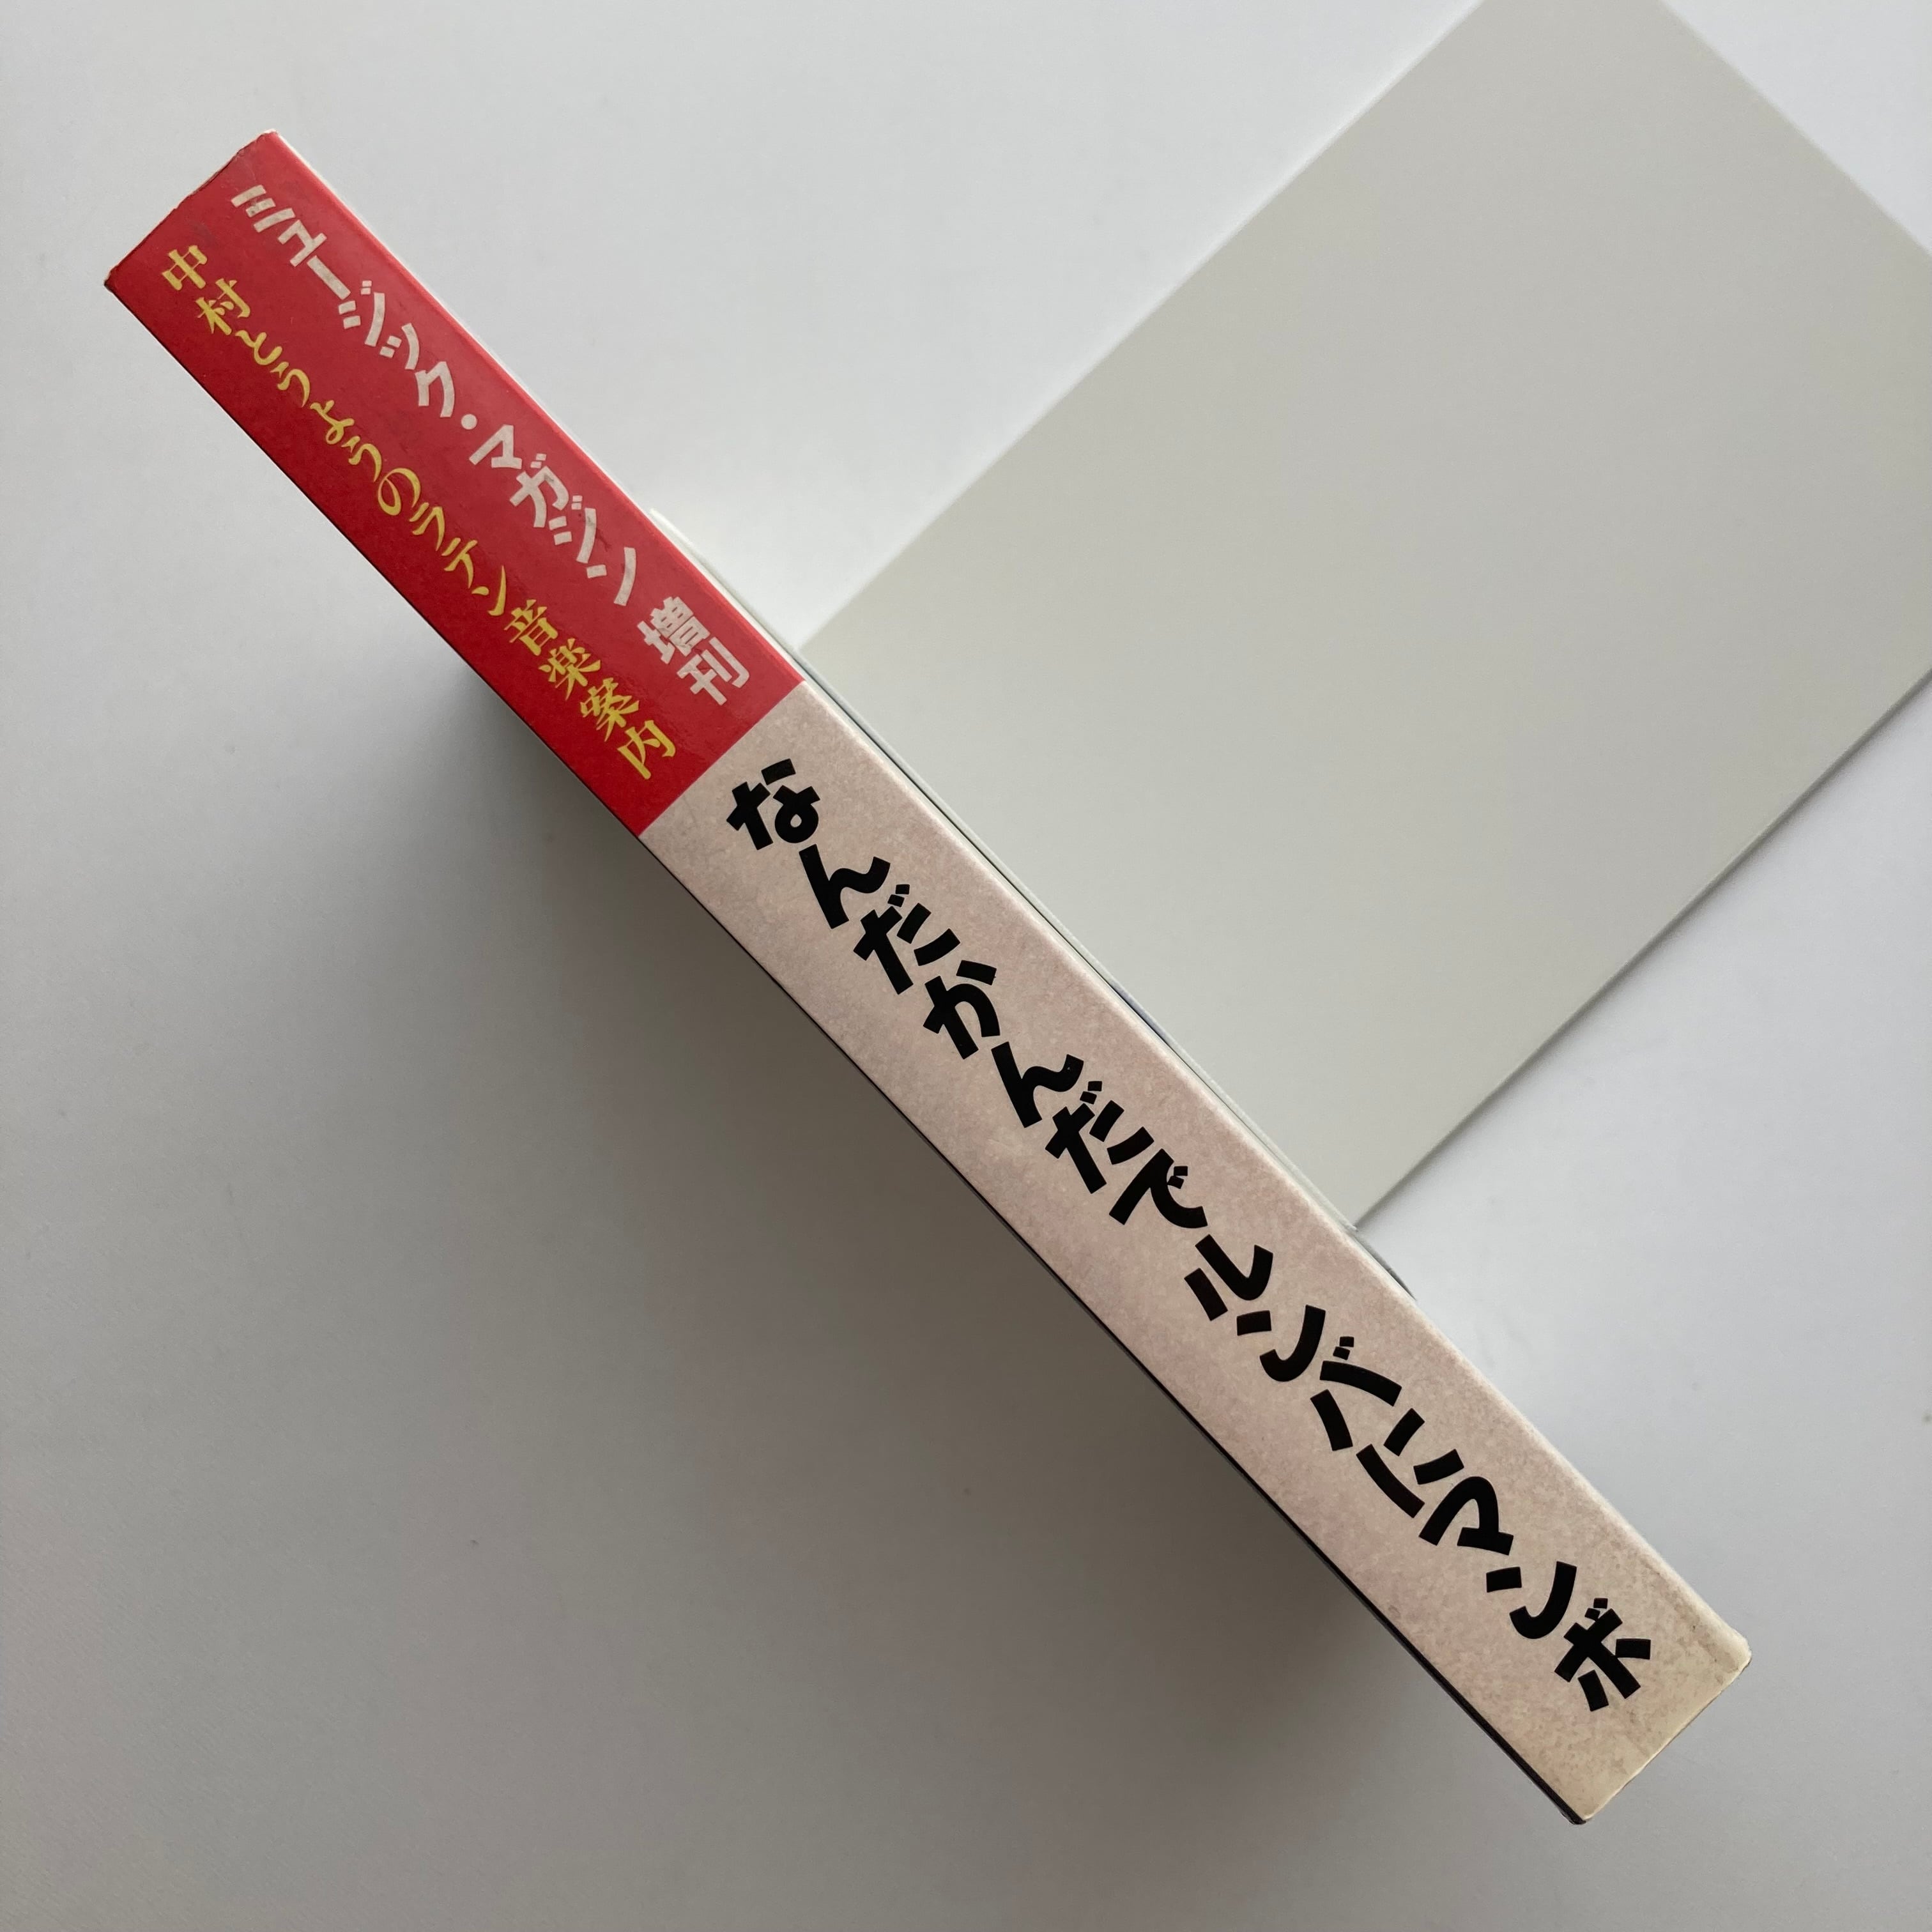 ミュージック・マガジン 増刊
中村とうようのラテン音楽案内
なんだかんだでルンバにマンボ